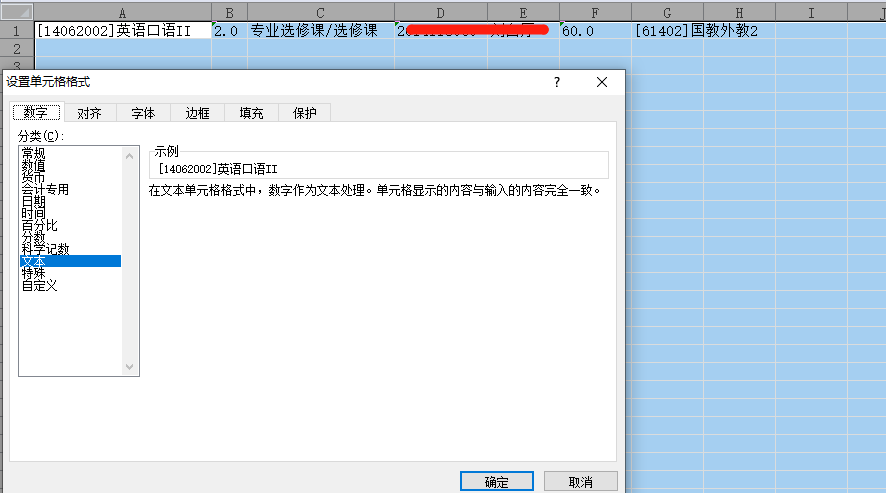 A B C D E F G H I J
1 [14062002]英语口语II 2.0 专业选修课/选修课 60.0 [61402]国教外教2
2
3
设置单元格格式 ? ×
数字 对齐 字体 边框 填充 保护
分类(C):
常规
数值
货币
会计专用
日期
时间
百分比
分数
科学记数
文本
特殊
自定义
示例
[14062002]英语口语II
在文本单元格格式中，数字作为文本处理。单元格显示的内容与输入的内容完全一致。
确定 取消